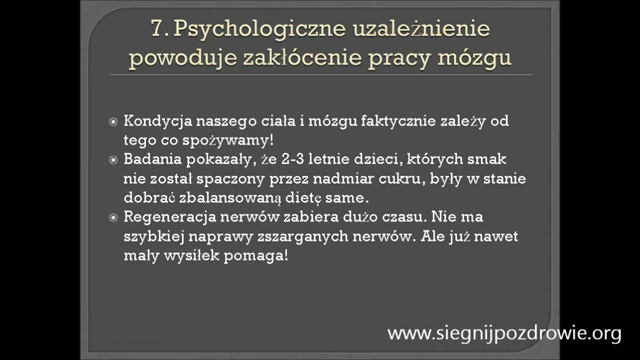 7. Psychologiczne uzależnienie
powoduje zakłócenie pracy mózgu
Kondycja naszego ciała i mózgu faktycznie zależy od
tego co spożywamy!
Badania pokazały, że 2-3 letnie dzieci, których smak
nie został spaczony przez nadmiar cukru, były w stanie
dobrać zbalansowaną dietę same.
Regeneracja nerwów zabiera dużo czasu. Nie ma
szybkiej naprawy zszarganych nerwów. Ale już nawet
mały wysiłek pomaga!
www.siegnijpozdrowie.org